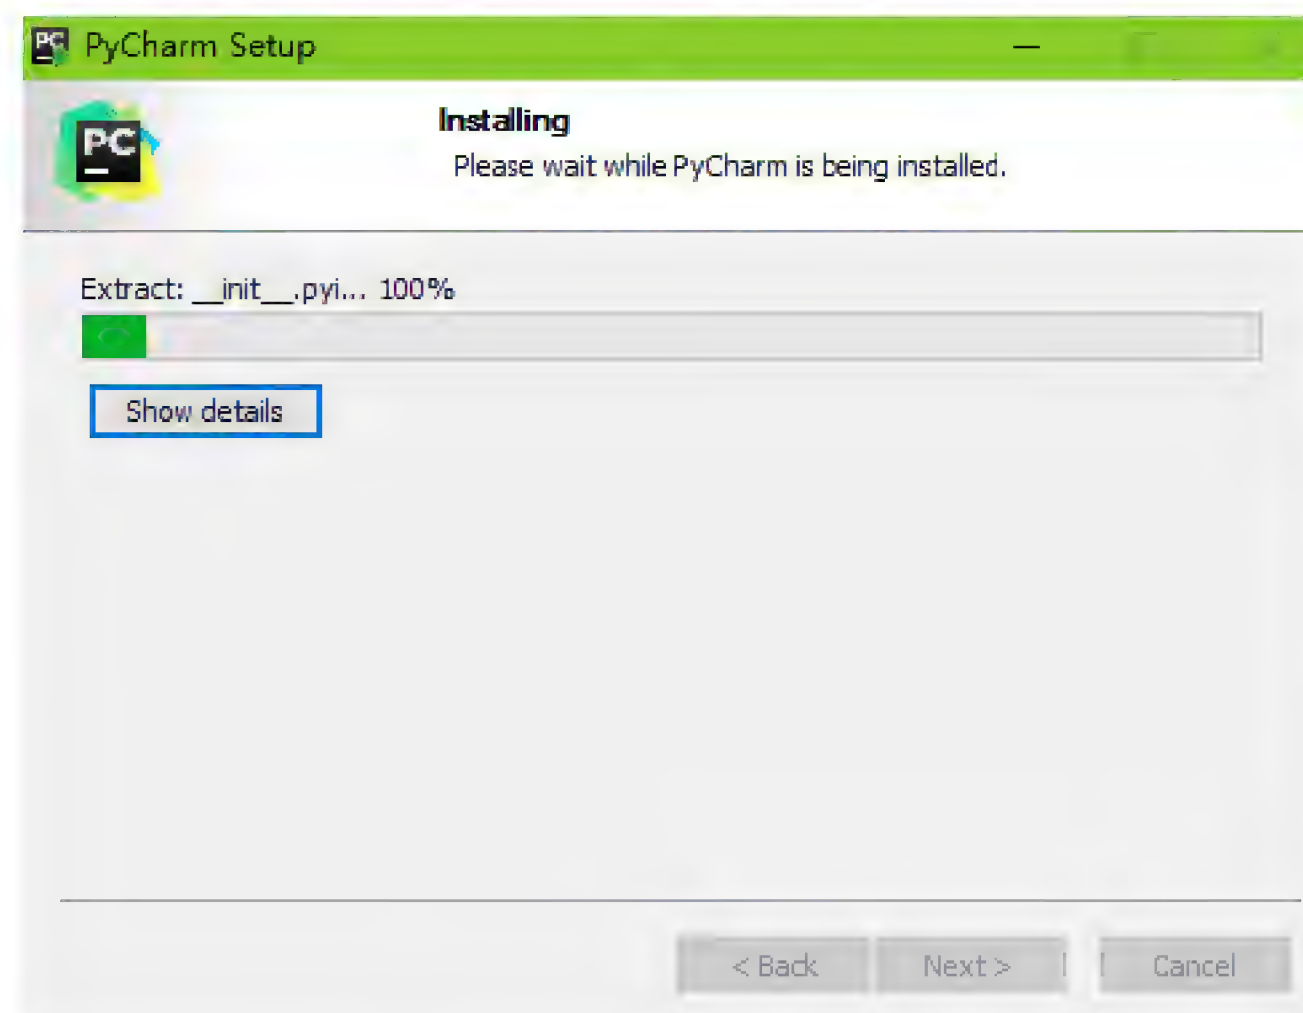 PC PyCharm Setup
PC
Installing
Please wait while PyCharm is being installed.
Extract: __init__.pyi... 100%
Show details
< Back
Next >
Cancel